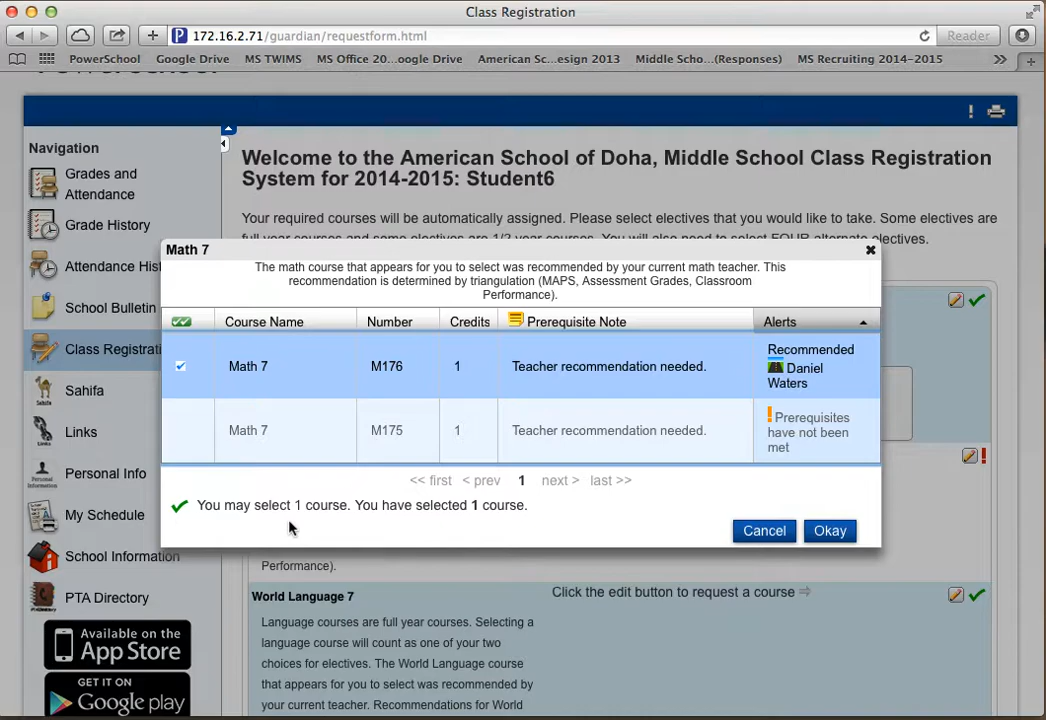 Class Registration
172.16.2.71/guardian/requestform.html
Reader
PowerSchool Google Drive MS TWIMS MS Office 20...oogle Drive American Sc...esign 2013 Middle Scho...(Responses) MS Recruiting 2014–2015 >>
Navigation
Grades and
Attendance
Grade History
Attendance His
School Bulletin
Class Registrati
Sahifa
Sahifa
Links
Links
Personal Info
My Schedule
School Information
PTA Directory
Available on the
App Store
GET IT ON
Google play
Welcome to the American School of Doha, Middle School Class Registration
System for 2014-2015: Student6
Your required courses will be automatically assigned. Please select electives that you would like to take. Some electives are
full year courses and some electives are 1/2 year courses. You will also need to select FOUR alternate electives.
Math 7
The math course that appears for you to select was recommended by your current math teacher. This
recommendation is determined by triangulation (MAPS, Assessment Grades, Classroom
Performance).
Course Name Number Credits Prerequisite Note Alerts
Math 7 M176 1 Teacher recommendation needed. Recommended
Daniel
Waters
Math 7 M175 1 Teacher recommendation needed. Prerequisites
have not been
met
<< first < prev 1 next > last >>
You may select 1 course. You have selected 1 course.
Cancel Okay
Performance).
World Language 7 Click the edit button to request a course ⇒
Language courses are full year courses. Selecting a
language course will count as one of your two
choices for electives. The World Language course
that appears for you to select was recommended by
your current teacher. Recommendations for World